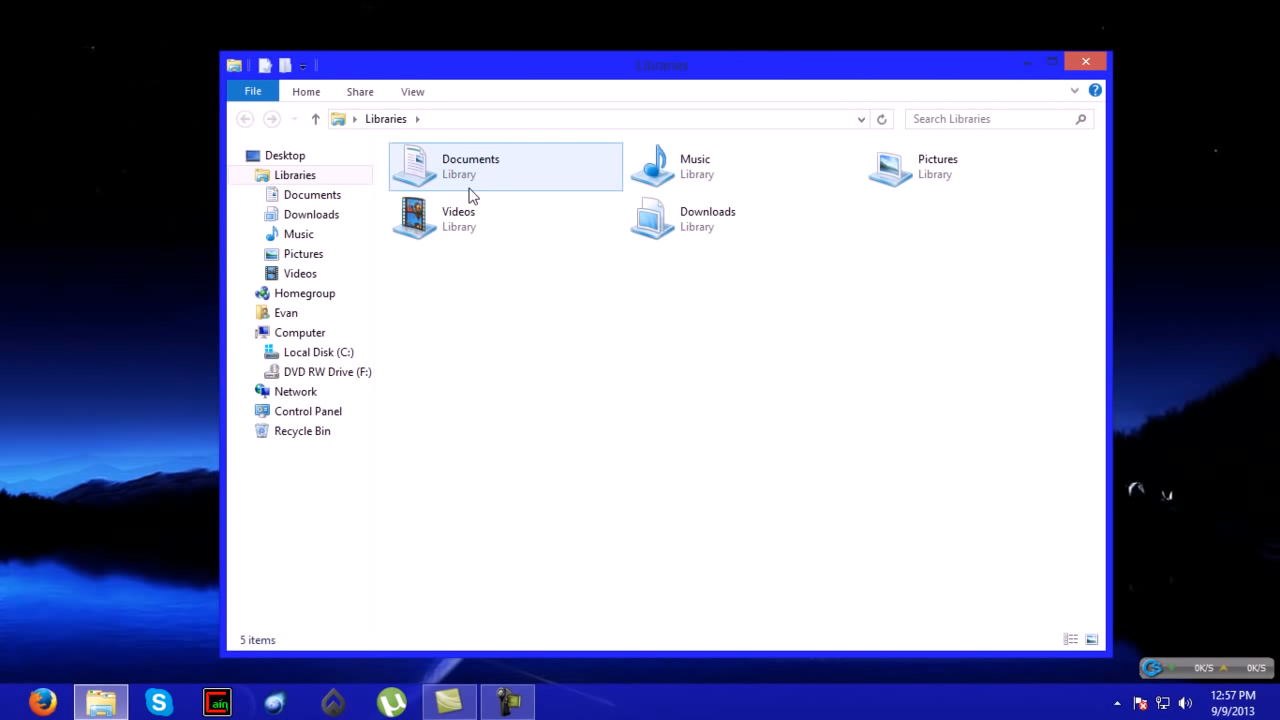 Libraries
File Home Share View
Libraries Search Libraries
Desktop
Libraries
Documents
Downloads
Music
Pictures
Videos
Homegroup
Evan
Computer
Local Disk (C:)
DVD RW Drive (F:)
Network
Control Panel
Recycle Bin
Documents
Library
Music
Library
Pictures
Library
Videos
Library
Downloads
Library
5 items
0K/S 0K/S
Cain
12:57 PM
9/9/2013